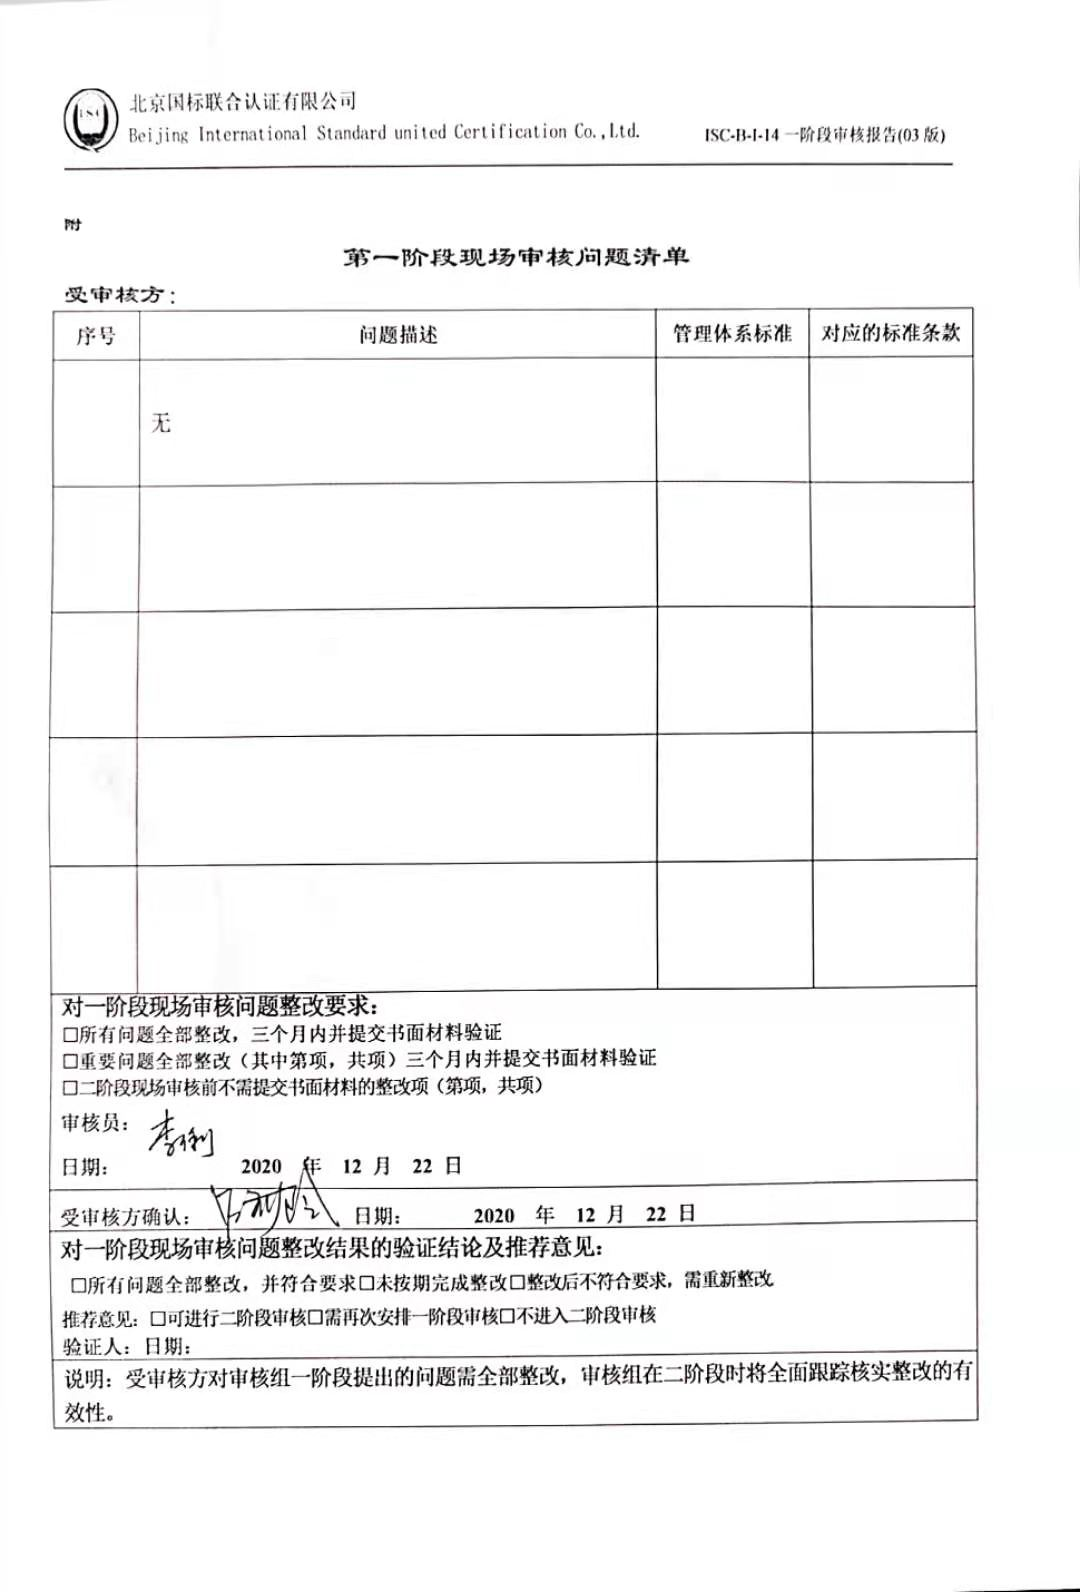 ISC
北京国标联合认证有限公司
Beijing International Standard united Certification Co.,Ltd.
ISC-B-I-14 一阶段审核报告(03 版)
附
第一阶段现场审核问题清单
受审核方：
序号 问题描述 管理体系标准 对应的标准条款
无
对一阶段现场审核问题整改要求：
□所有问题全部整改，三个月内并提交书面材料验证
□重要问题全部整改（其中第项，共项）三个月内并提交书面材料验证
□二阶段现场审核前不需提交书面材料的整改项（第项，共项）
审核员：
日期： 2020 年 12 月 22 日
受审核方确认： 日期： 2020 年 12 月 22 日
对一阶段现场审核问题整改结果的验证结论及推荐意见：
□所有问题全部整改，并符合要求□未按期完成整改□整改后不符合要求，需重新整改
推荐意见：□可进行二阶段审核□需再次安排一阶段审核□不进入二阶段审核
验证人：日期：
说明：受审核方对审核组一阶段提出的问题需全部整改，审核组在二阶段时将全面跟踪核实整改的有
效性。